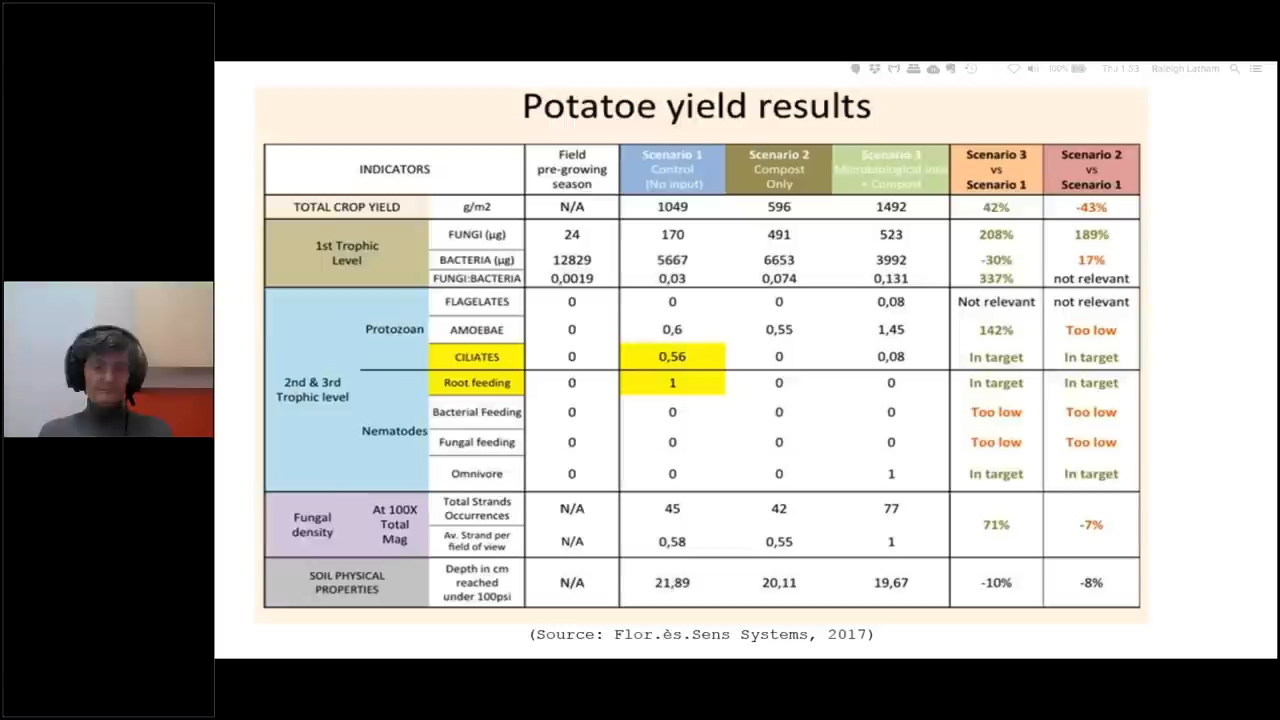 100% Thu 1:53 Raleigh Latham
Potatoe yield results
INDICATORS
Field
pre-growing
season
Scenario 1
Control
(No input)
Scenario 2
Compost
Only
Scenario 3
+ Compost
Scenario 3
vs
Scenario 1
Scenario 2
vs
Scenario 1
TOTAL CROP YIELD g/m2 N/A 1049 596 1492 42% -43%
1st Trophic
Level
FUNGI (µg) 24 170 491 523 208% 189%
BACTERIA (µg) 12829 5667 6653 3992 -30% 17%
FUNGI:BACTERIA 0,0019 0,03 0,074 0,131 337% not relevant
2nd & 3rd
Trophic level
Protozoan
FLAGELATES 0 0 0 0,08 Not relevant not relevant
AMOEBAE 0 0,6 0,55 1,45 142% Too low
CILIATES 0 0,56 0 0,08 In target In target
Nematodes
Root feeding 0 1 0 0 In target In target
Bacterial Feeding 0 0 0 0 Too low Too low
Fungal feeding 0 0 0 0 Too low Too low
Omnivore 0 0 0 1 In target In target
Fungal
density
At 100X
Total
Mag
Total Strands
Occurrences
N/A 45 42 77
Av. Strand per
field of view
N/A 0,58 0,55 1
71% -7%
SOIL PHYSICAL
PROPERTIES
Depth in cm
reached
under 100psi
N/A 21,89 20,11 19,67 -10% -8%
(Source: Flor.ès.Sens Systems, 2017)